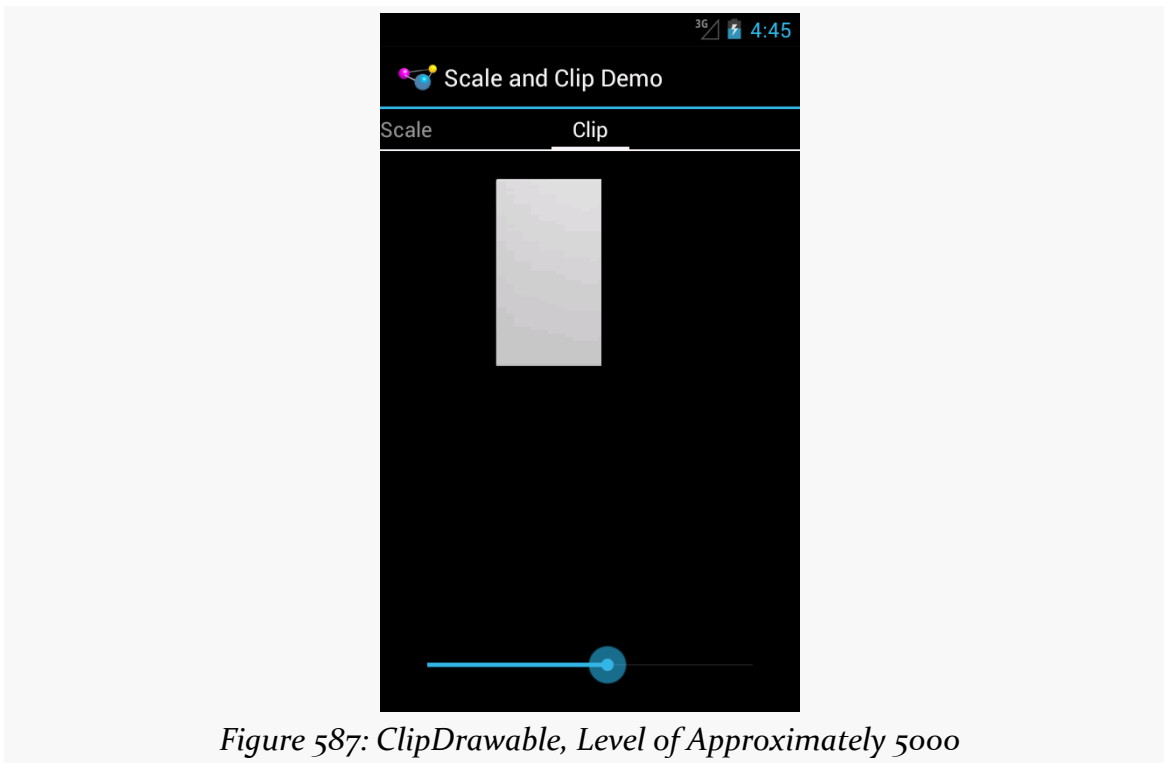 3G 4:45
Scale and Clip Demo
Scale Clip
Figure 587: ClipDrawable, Level of Approximately 5000